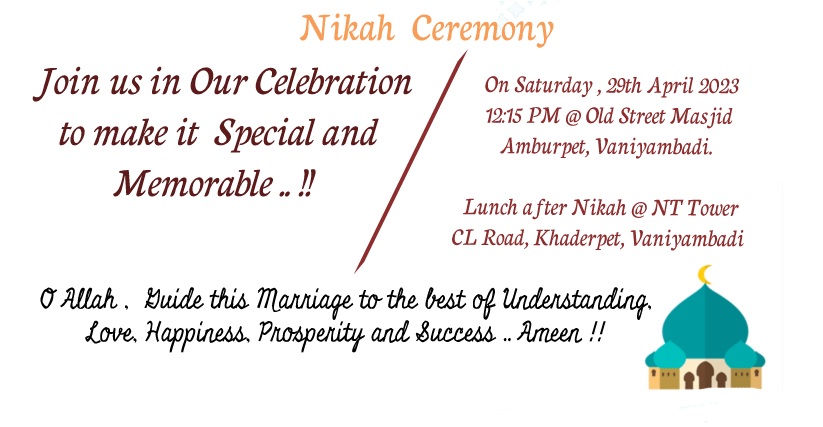 Nikah Ceremony
Join us in Our Celebration
to make it Special and
Memorable .. !!
On Saturday , 29th April 2023
12:15 PM @ Old Street Masjid
Amburpet, Vaniyambadi.
Lunch after Nikah @ NT Tower
CL Road, Khaderpet, Vaniyambadi
O Allah , Guide this Marriage to the best of Understanding,
Love, Happiness, Prosperity and Success .. Ameen !!